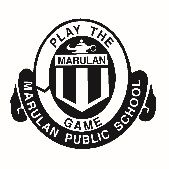 PLAY THE
MARULAN
GAME
MARULAN PUBLIC SCHOOL